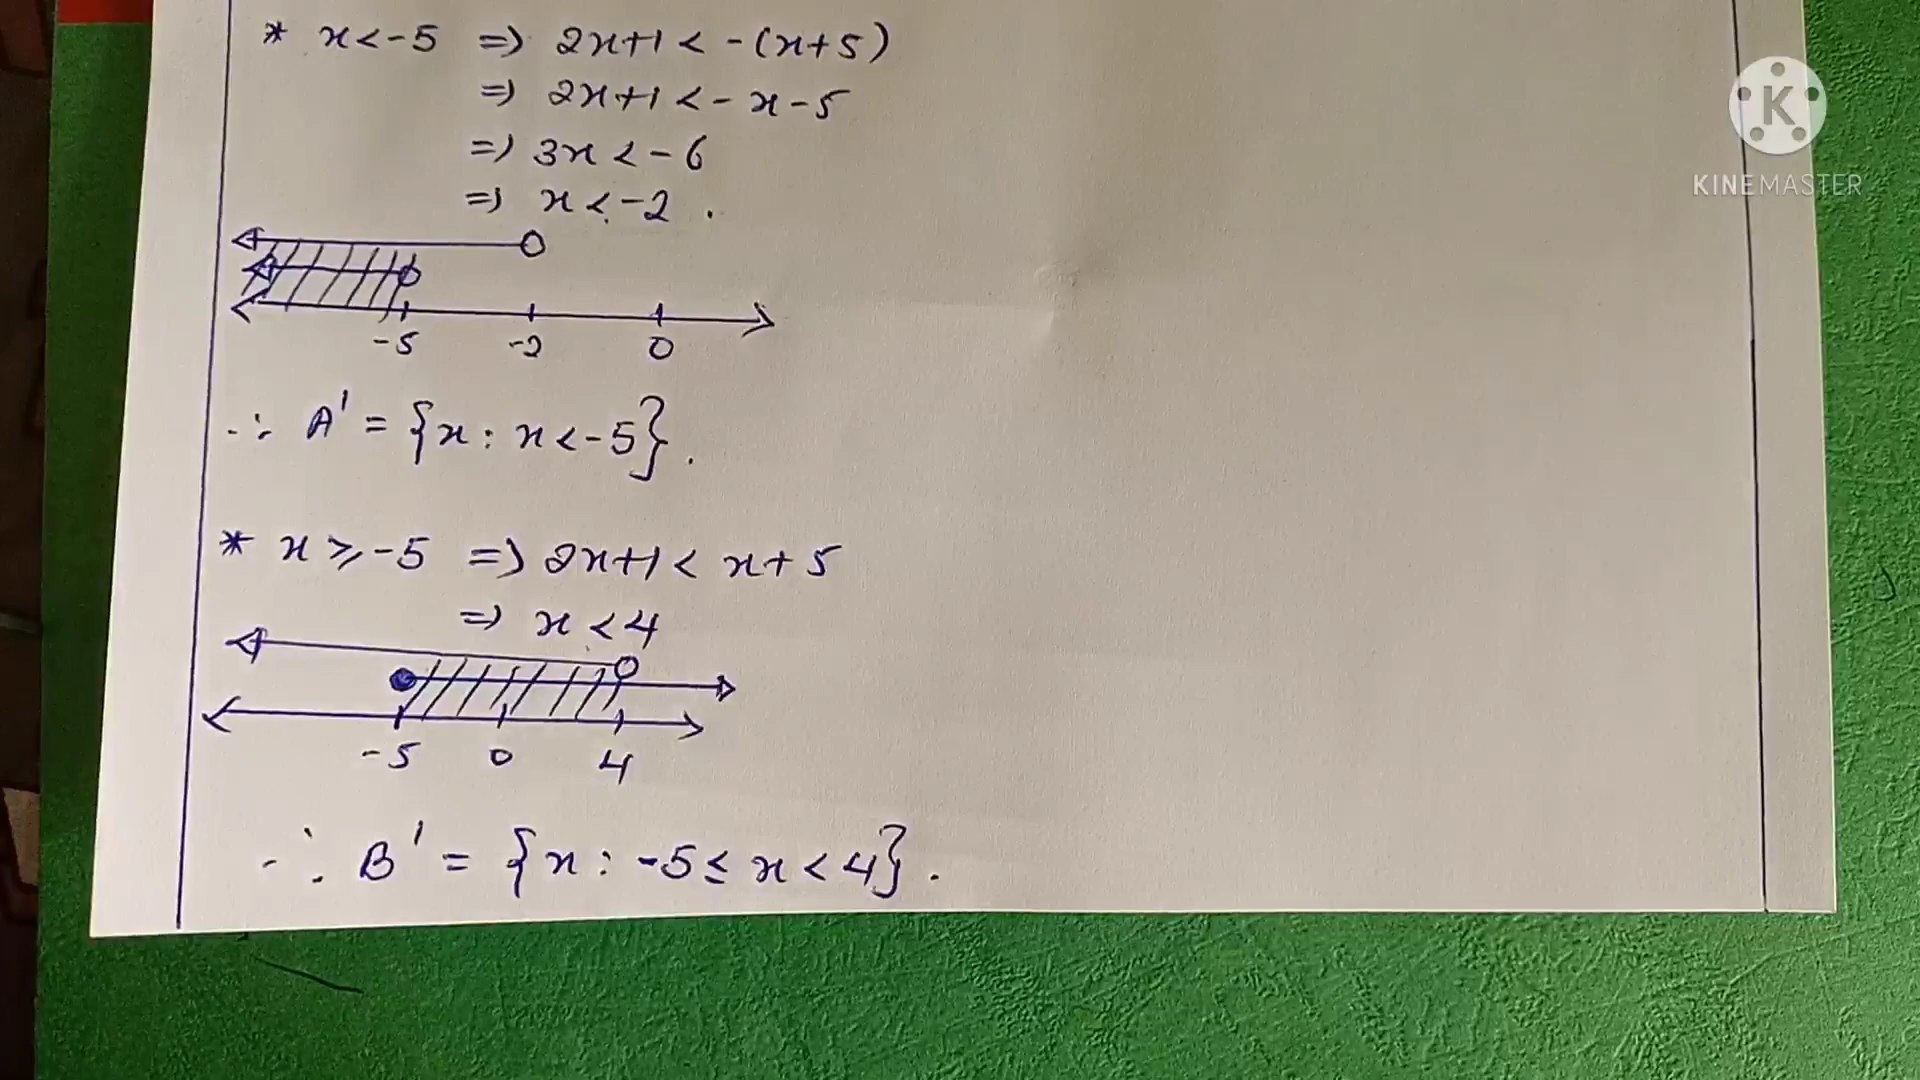 * x < -5 => 2x+1 < -(x+5)
=> 2x+1 < -x-5
=> 3x < -6
=> x < -2 .
-5 -2 0
∴ A' = {x : x < -5} .
* x ≥ -5 => 2x+1 < x+5
=> x < 4
-5 0 4
∴ B' = {x : -5 ≤ x < 4} .
K
KINEMASTER